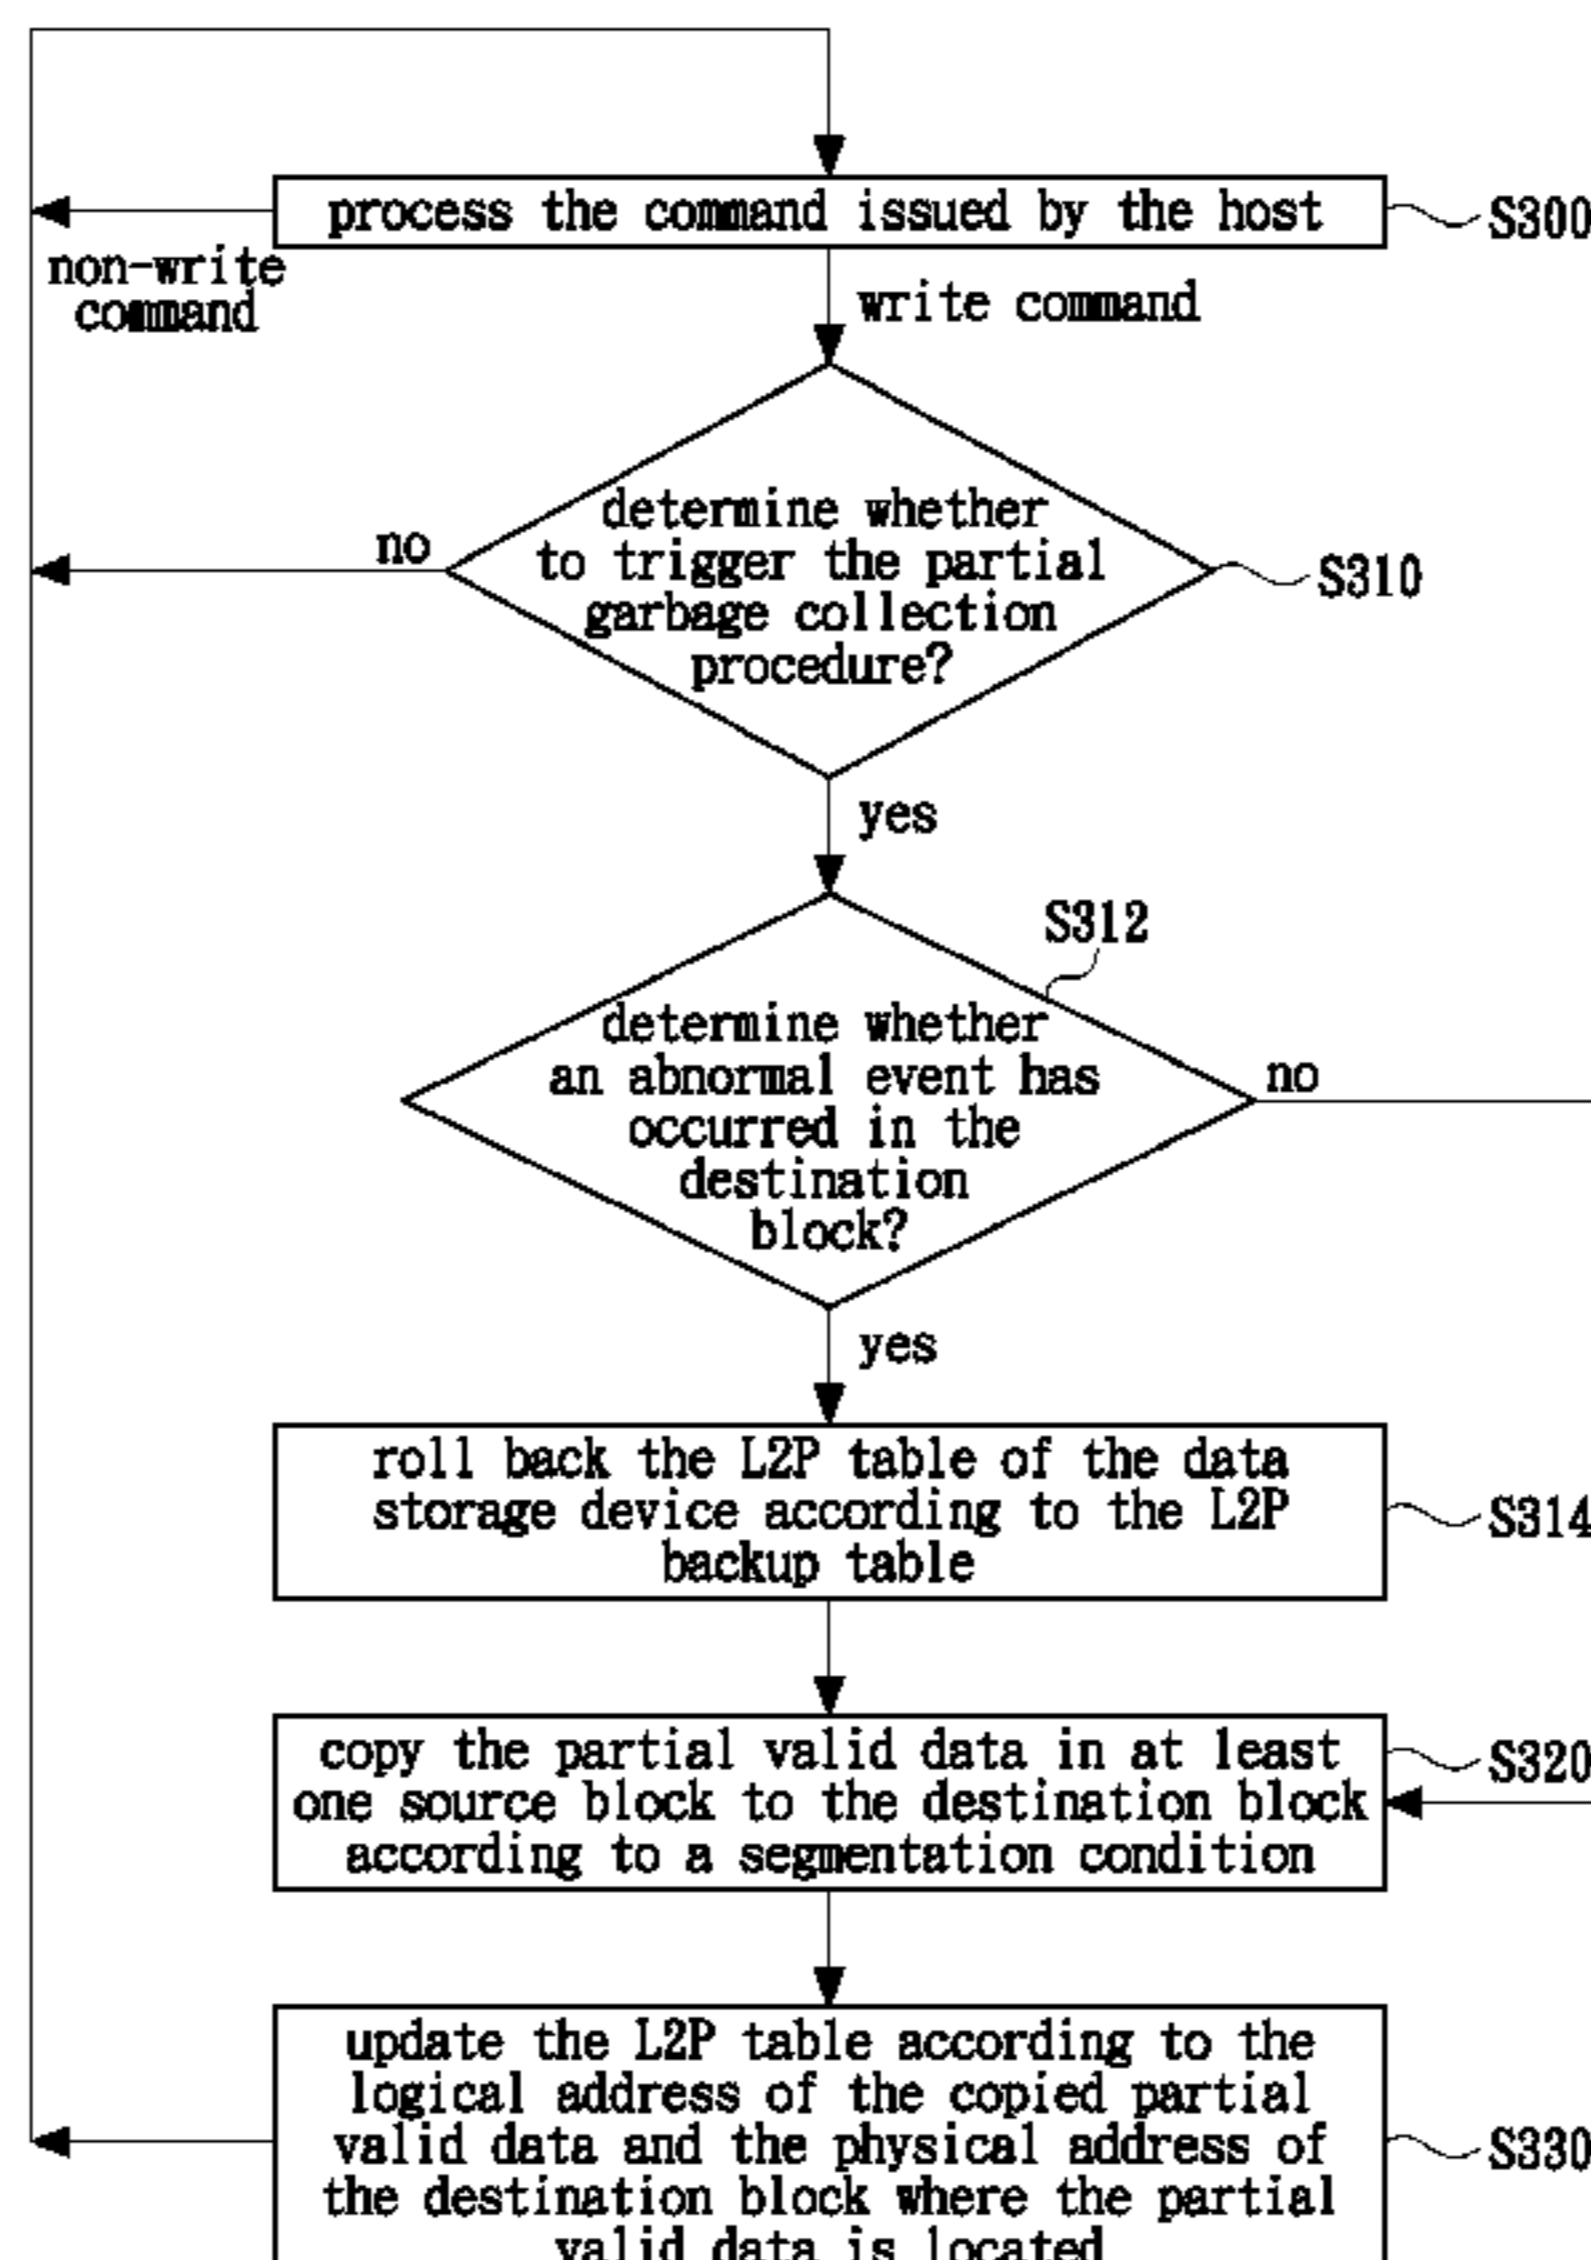 process the command issued by the host
S300
non-write
command
write command
determine whether
to trigger the partial
garbage collection
procedure?
no
S310
yes
S312
determine whether
an abnormal event has
occurred in the
destination
block?
no
yes
roll back the L2P table of the data
storage device according to the L2P
backup table
S314
copy the partial valid data in at least
one source block to the destination block
according to a segmentation condition
S320
update the L2P table according to the
logical address of the copied partial
valid data and the physical address of
the destination block where the partial
valid data is located
S330